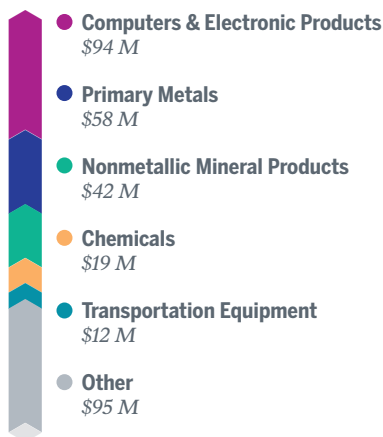 Computers & Electronic Products
$94 M
Primary Metals
$58 M
Nonmetallic Mineral Products
$42 M
Chemicals
$19 M
Transportation Equipment
$12 M
Other
$95 M